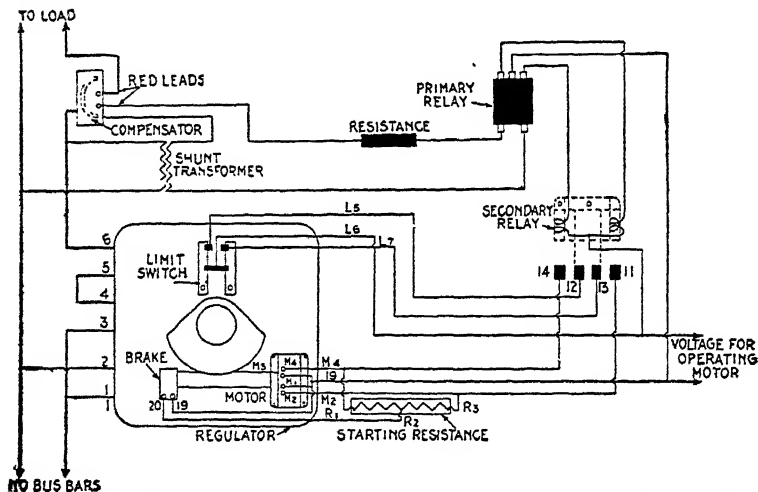 TO LOAD
RED LEADS
COMPENSATOR
SHUNT
TRANSFORMER
RESISTANCE
PRIMARY
RELAY
SECONDARY
RELAY
14
12
13
11
L5
L6
L7
LIMIT
SWITCH
6
5
4
3
2
1
1
BRAKE
20
19
MOTOR
M3
M4
M1
M2
M4
19
M2
R1
R2
R3
REGULATOR
STARTING RESISTANCE
VOLTAGE FOR
OPERATING
MOTOR
TO BUS BARS